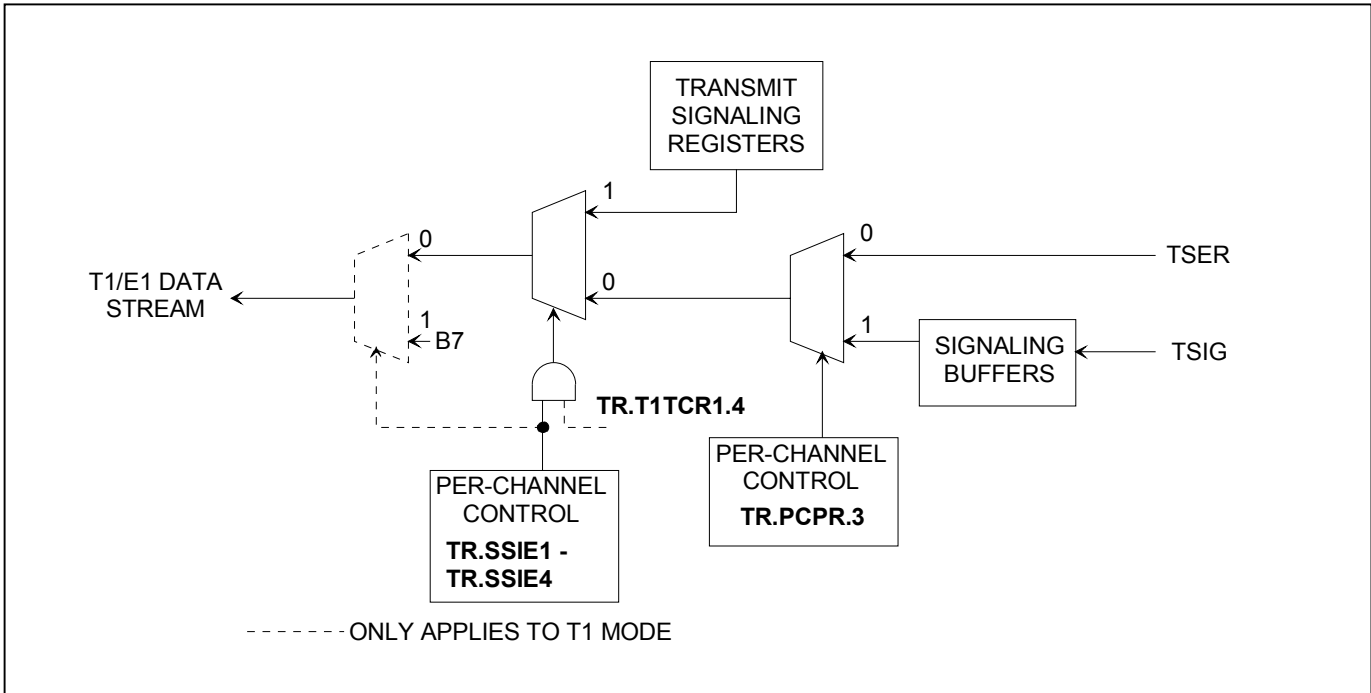 TRANSMIT
SIGNALING
REGISTERS
1
0
0
0
TSER
T1/E1 DATA
STREAM
1
B7
1
SIGNALING
BUFFERS
TSIG
TR.T1TCR1.4
PER-CHANNEL
CONTROL
TR.PCPR.3
PER-CHANNEL
CONTROL
TR.SSIE1 -
TR.SSIE4
ONLY APPLIES TO T1 MODE